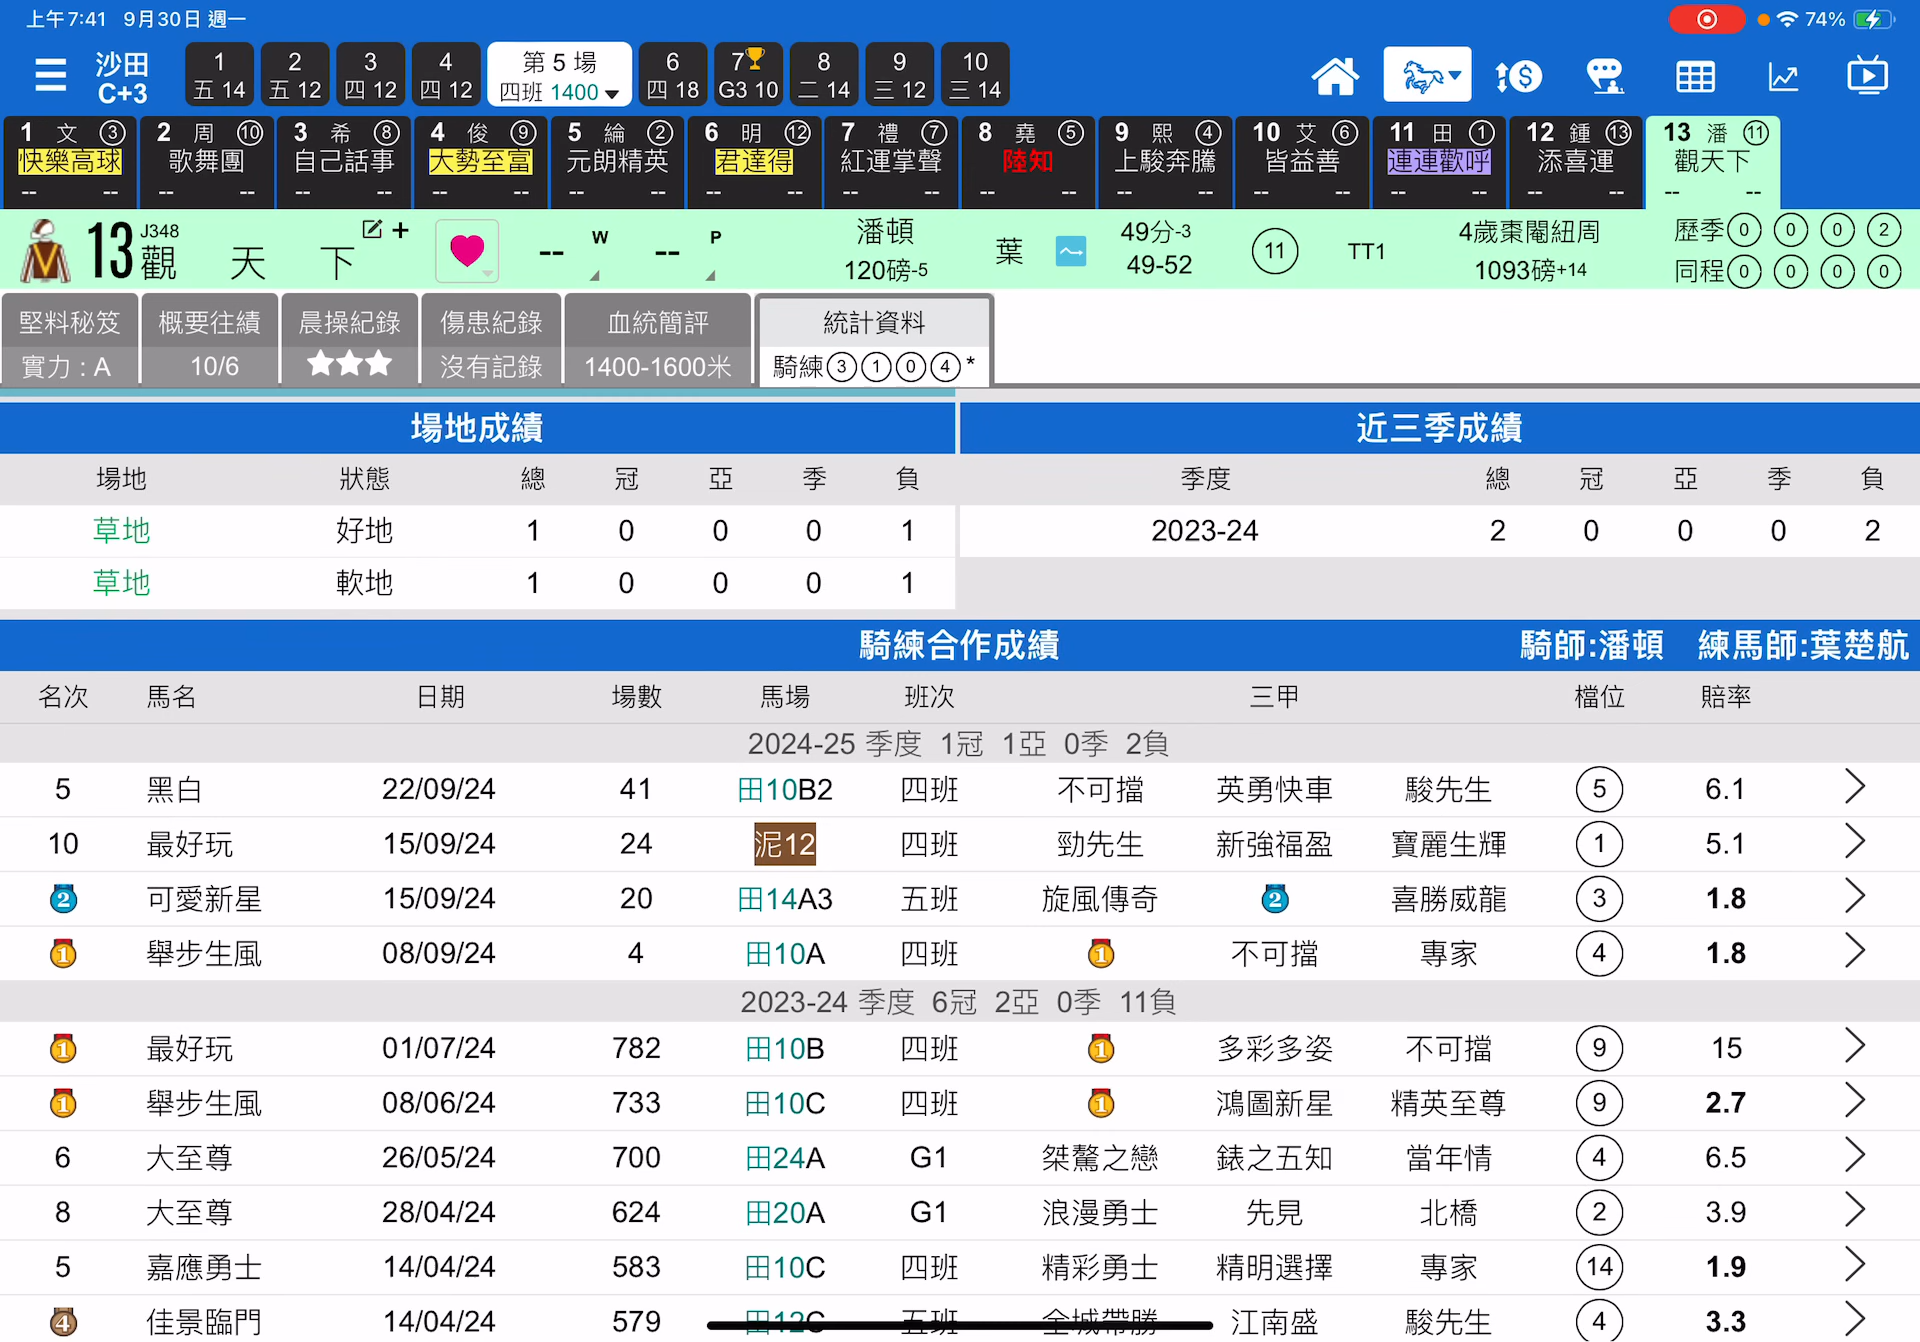 上午7:41 9月30日 週一 74%
沙田 C+3
1 五 14
2 五 12
3 四 12
4 四 12
第 5 場 四班 1400
6 四 18
7 G3 10
8 二 14
9 三 12
10 三 14
1 文 3 快樂高球 -- --
2 周 10 歌舞團 -- --
3 希 8 自己話事 -- --
4 俊 9 大勢至富 -- --
5 綸 2 元朗精英 -- --
6 明 12 君達得 -- --
7 禮 7 紅運掌聲 -- --
8 堯 5 陸知 -- --
9 熙 4 上駿奔騰 -- --
10 艾 6 皆益善 -- --
11 田 1 連連歡呼 -- --
12 鍾 13 添喜運 -- --
13 潘 11 觀天下 -- --
13 J348 觀 天 下 + -- W -- P 潘頓 120磅-5 葉 49分-3 49-52 11 TT1 4歲棗閹紐周 1093磅+14
歷季 0 0 0 2
同程 0 0 0 0
堅料秘笈 實力 : A
概要往績 10/6
晨操紀錄
傷患紀錄 沒有記錄
血統簡評 1400-1600米
統計資料 騎練 3 1 0 4 *
場地成績
場地 狀態 總 冠 亞 季 負
草地 好地 1 0 0 0 1
草地 軟地 1 0 0 0 1
近三季成績
季度 總 冠 亞 季 負
2023-24 2 0 0 0 2
騎練合作成績 騎師:潘頓 練馬師:葉楚航
名次 馬名 日期 場數 馬場 班次 三甲 檔位 賠率
2024-25 季度 1冠 1亞 0季 2負
5 黑白 22/09/24 41 田10B2 四班 不可擋 英勇快車 駿先生 5 6.1
10 最好玩 15/09/24 24 泥12 四班 勁先生 新強福盈 寶麗生輝 1 5.1
2 可愛新星 15/09/24 20 田14A3 五班 旋風傳奇 2 喜勝威龍 3 1.8
1 舉步生風 08/09/24 4 田10A 四班 1 不可擋 專家 4 1.8
2023-24 季度 6冠 2亞 0季 11負
1 最好玩 01/07/24 782 田10B 四班 1 多彩多姿 不可擋 9 15
1 舉步生風 08/06/24 733 田10C 四班 1 鴻圖新星 精英至尊 9 2.7
6 大至尊 26/05/24 700 田24A G1 桀驁之戀 錶之五知 當年情 4 6.5
8 大至尊 28/04/24 624 田20A G1 浪漫勇士 先見 北橋 2 3.9
5 嘉應勇士 14/04/24 583 田10C 四班 精彩勇士 精明選擇 專家 14 1.9
4 佳景臨門 14/04/24 579 田12C 五班 全城帶勝 江南盛 駿先生 4 3.3